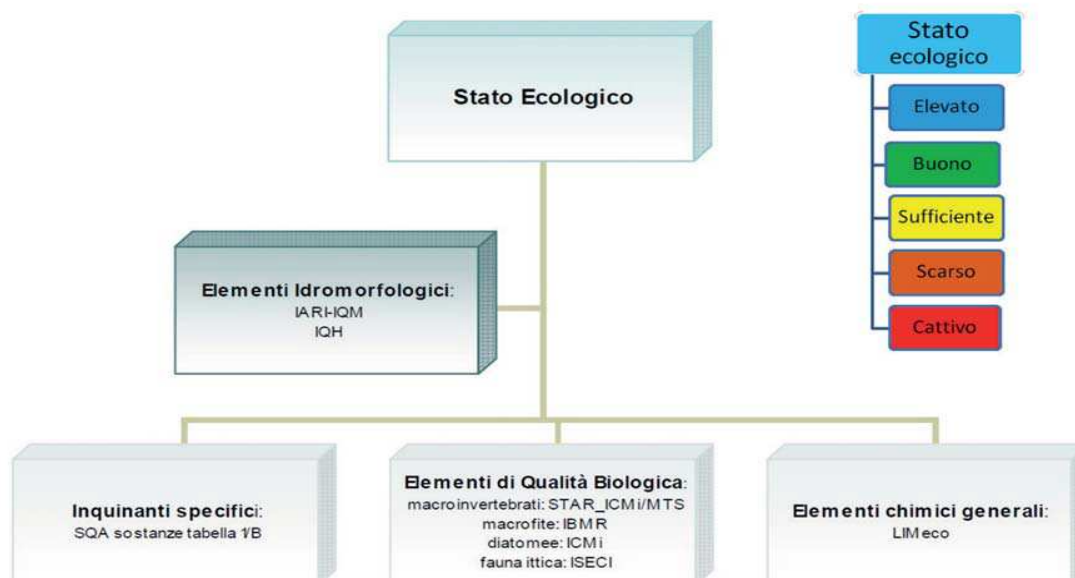 Stato Ecologico
Elementi Idromorfologici:
IARI-IQM
IQH
Inquinanti specifici:
SQA sostanze tabella 1/B
Elementi di Qualità Biologica:
macroinvertebrati: STAR_ICMi/MTS
macrofite: IBMR
diatomee: ICMi
fauna ittica: ISECI
Elementi chimici generali:
LIMeco
Stato
ecologico
Elevato
Buono
Sufficiente
Scarso
Cattivo